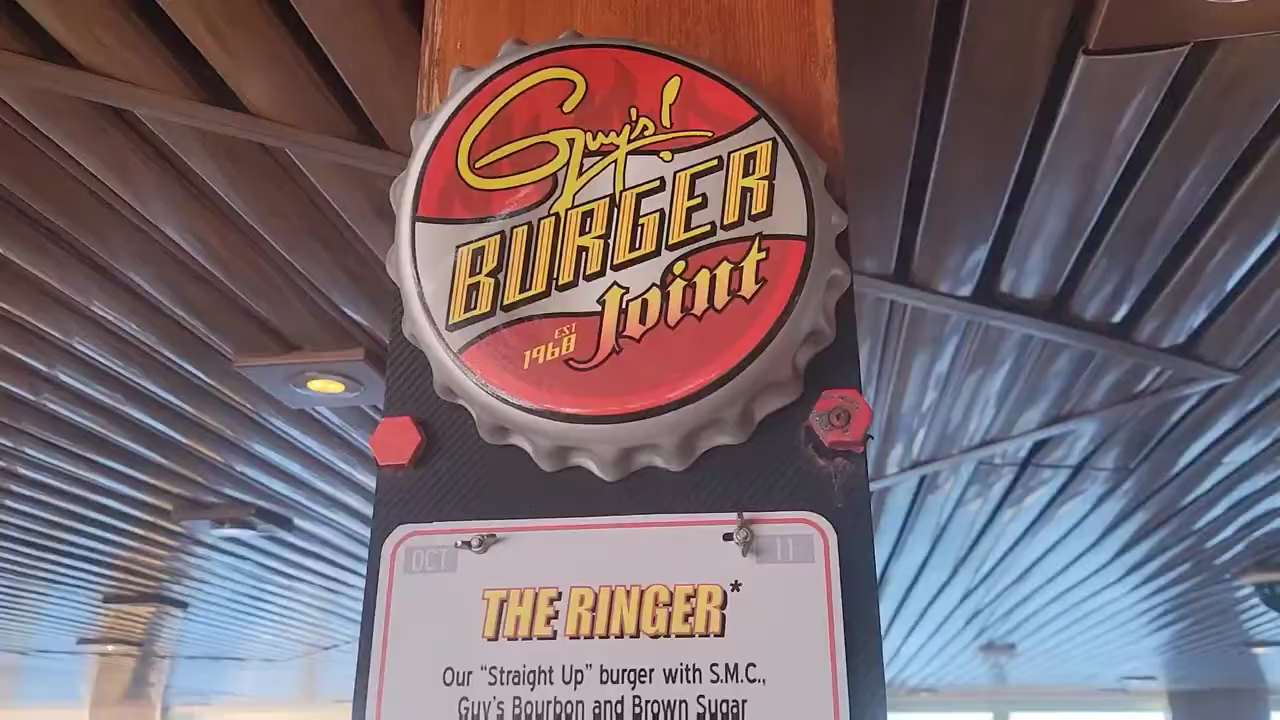 Guy's!
BURGER
Joint
EST
1968
OCT 11
THE RINGER*
Our "Straight Up" burger with S.M.C.,
Guy's Bourbon and Brown Sugar